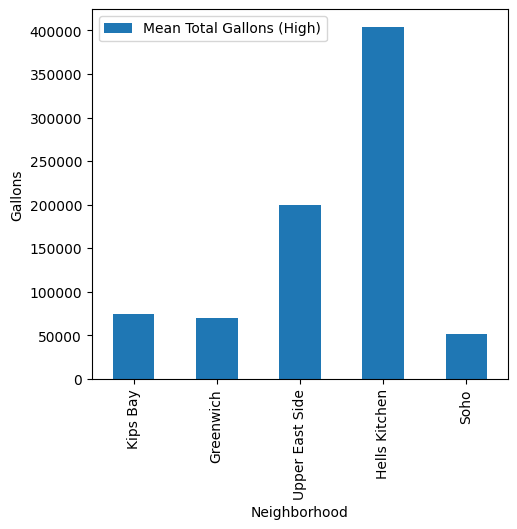 Mean Total Gallons (High)
400000
350000
300000
250000
200000
150000
100000
50000
0
Gallons
Kips Bay
Greenwich
Upper East Side
Hells Kitchen
Soho
Neighborhood